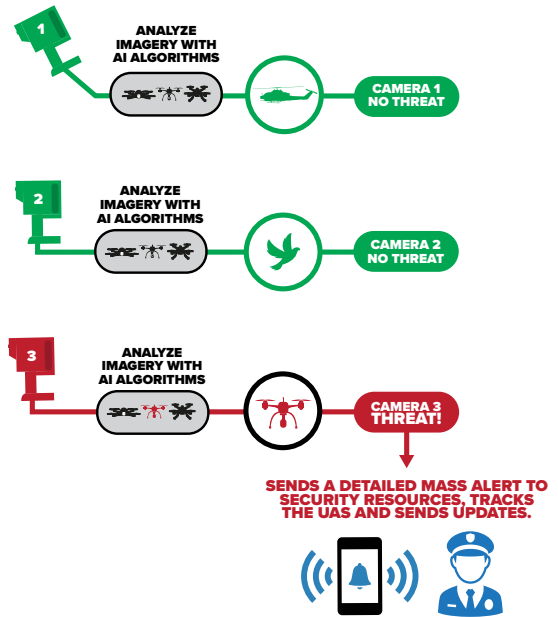 1
ANALYZE
IMAGERY WITH
AI ALGORITHMS
CAMERA 1
NO THREAT
2
ANALYZE
IMAGERY WITH
AI ALGORITHMS
CAMERA 2
NO THREAT
3
ANALYZE
IMAGERY WITH
AI ALGORITHMS
CAMERA 3
THREAT!
SENDS A DETAILED MASS ALERT TO
SECURITY RESOURCES, TRACKS
THE UAS AND SENDS UPDATES.